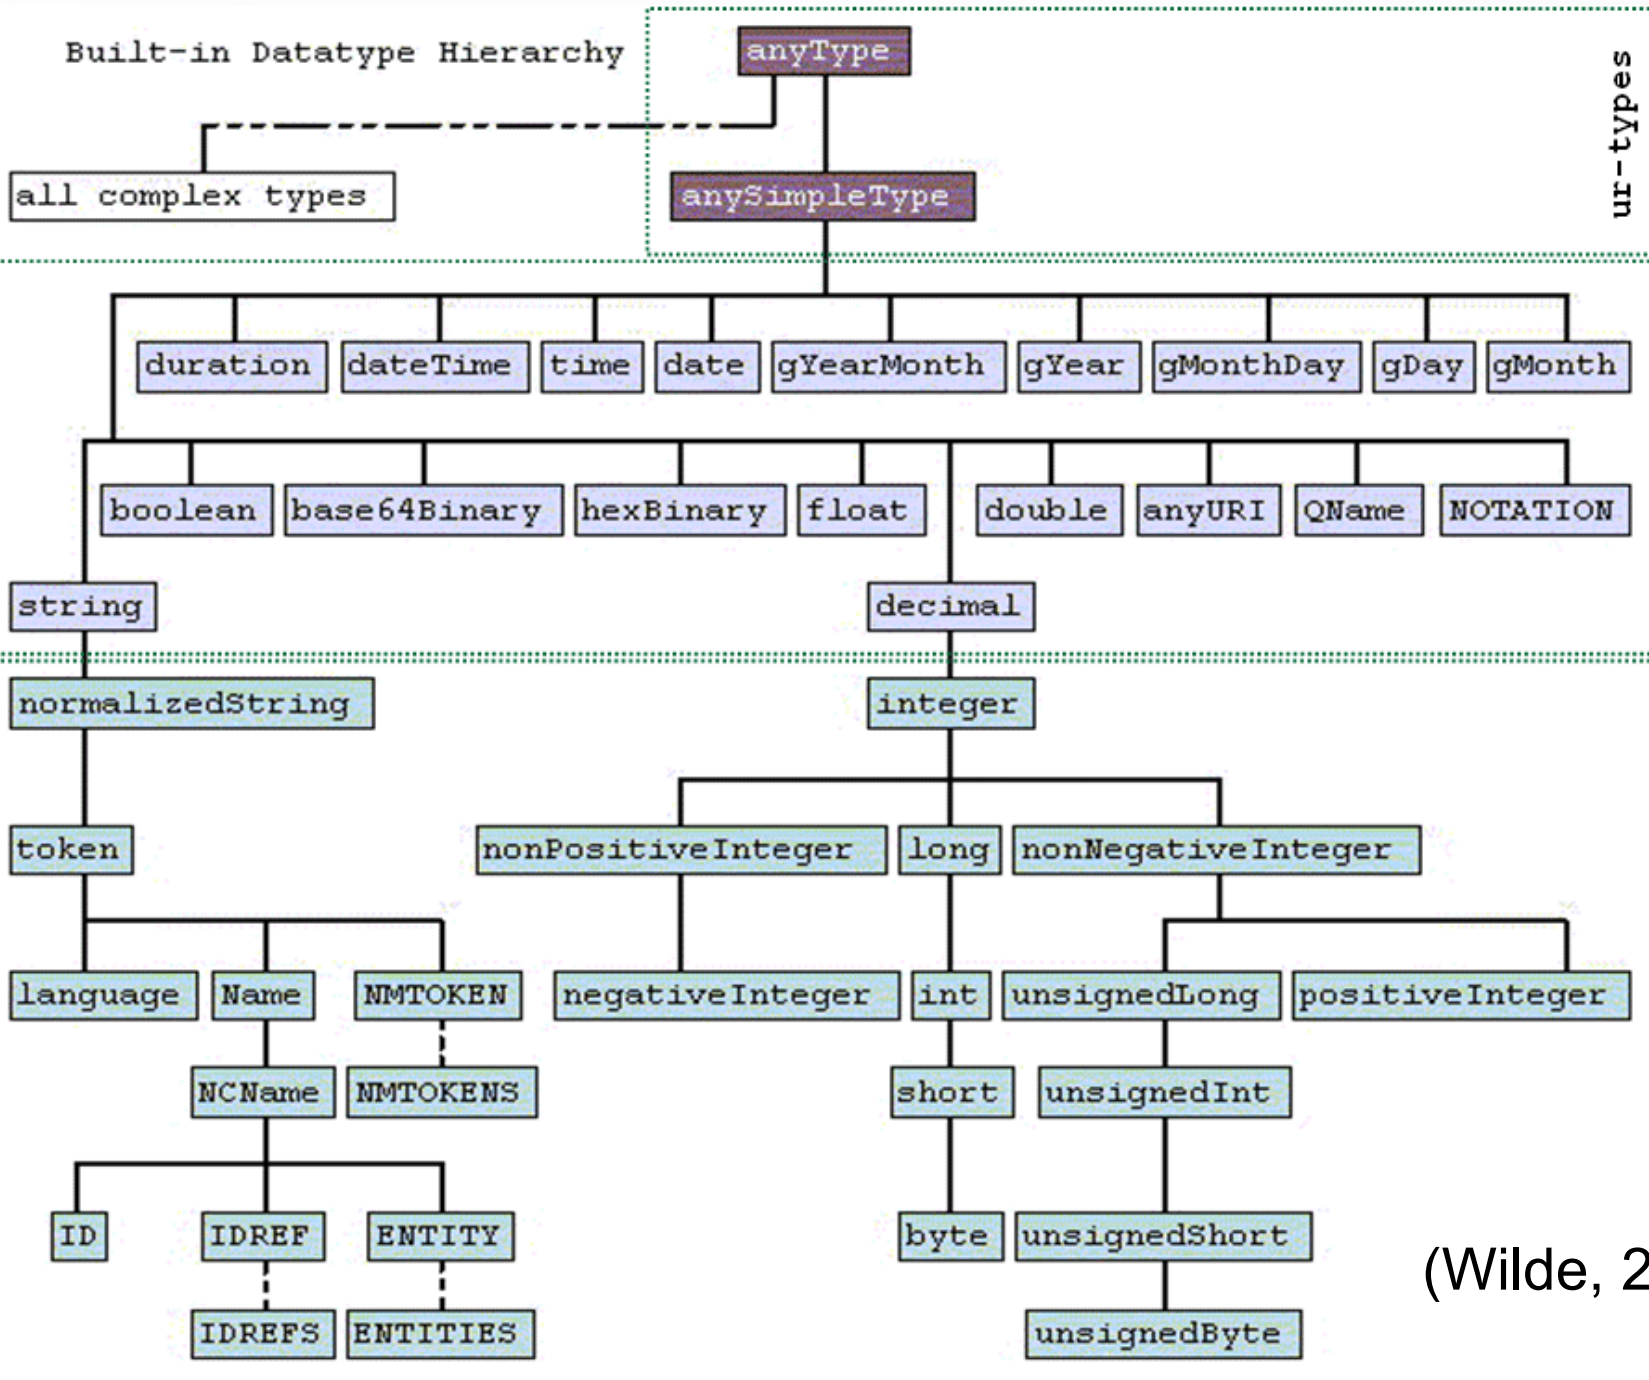 Built-in Datatype Hierarchy
anyType
ur-types
all complex types
anySimpleType
duration dateTime time date gYearMonth gYear gMonthDay gDay gMonth
boolean base64Binary hexBinary float double anyURI QName NOTATION
string decimal
normalizedString integer
token nonPositiveInteger long nonNegativeInteger
language Name NMTOKEN negativeInteger int unsignedLong positiveInteger
NCName NMTOKENS short unsignedInt
ID IDREF ENTITY byte unsignedShort
(Wilde, 2
IDREFS ENTITIES unsignedByte